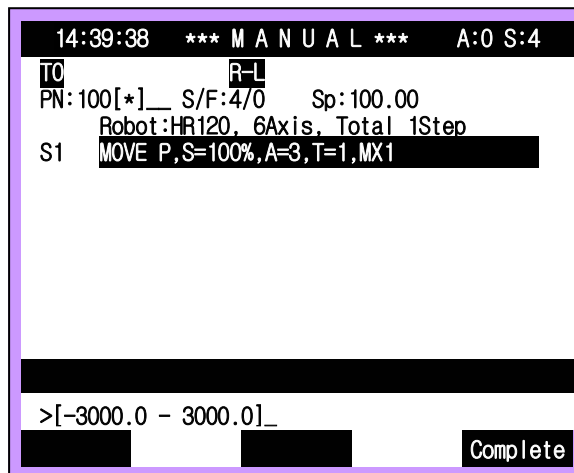 14:39:38 *** M A N U A L *** A:0 S:4
T0 R-L
PN:100[*]__ S/F:4/0 Sp:100.00
Robot:HR120, 6Axis, Total 1Step
S1 MOVE P,S=100%,A=3,T=1,MX1
>[-3000.0 - 3000.0]_
Complete